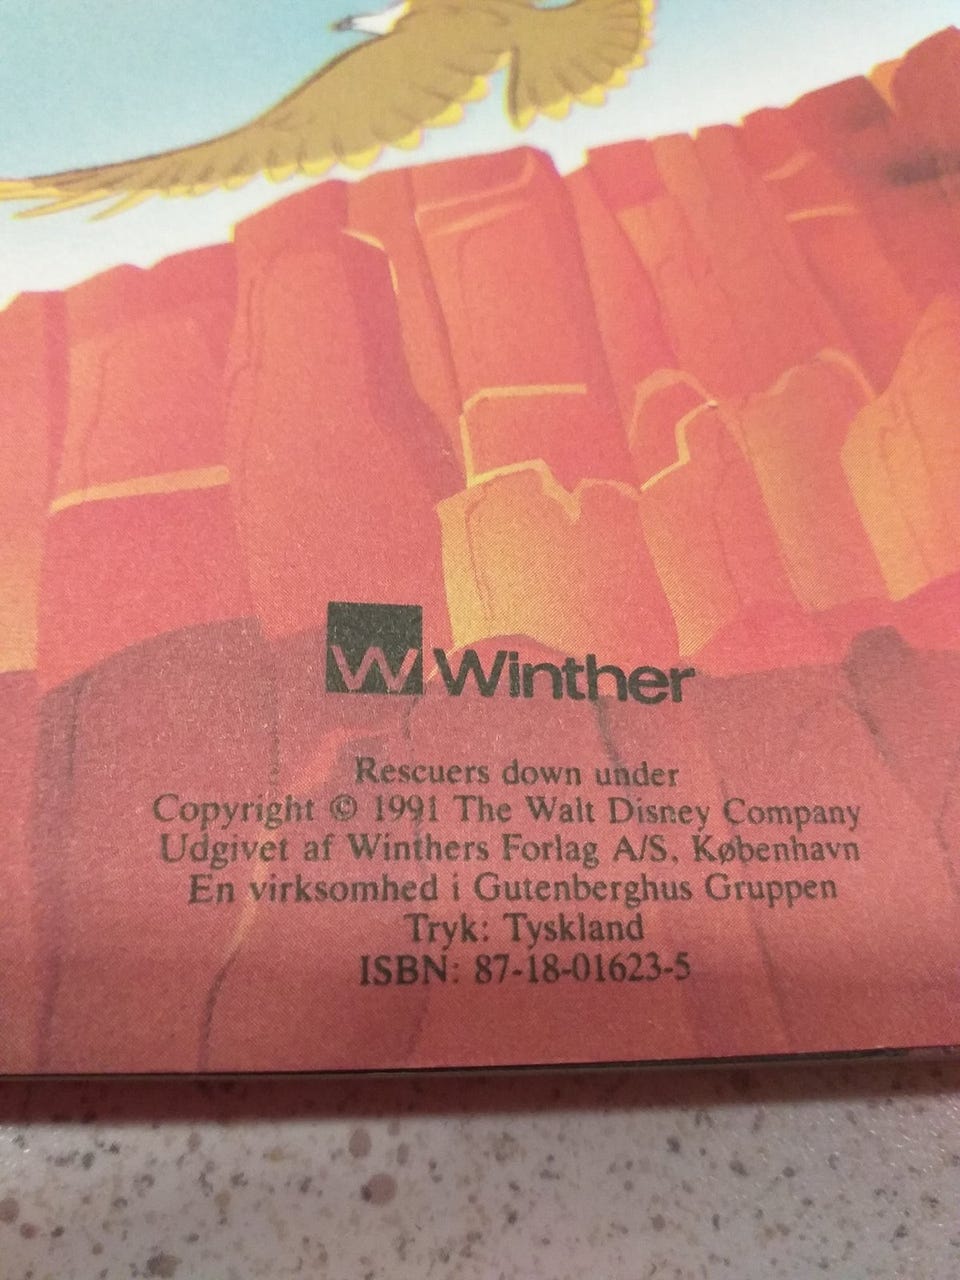 W Winther
Rescuers down under
Copyright © 1991 The Walt Disney Company
Udgivet af Winthers Forlag A/S. København
En virksomhed i Gutenberghus Gruppen
Tryk: Tyskland
ISBN: 87-18-01623-5